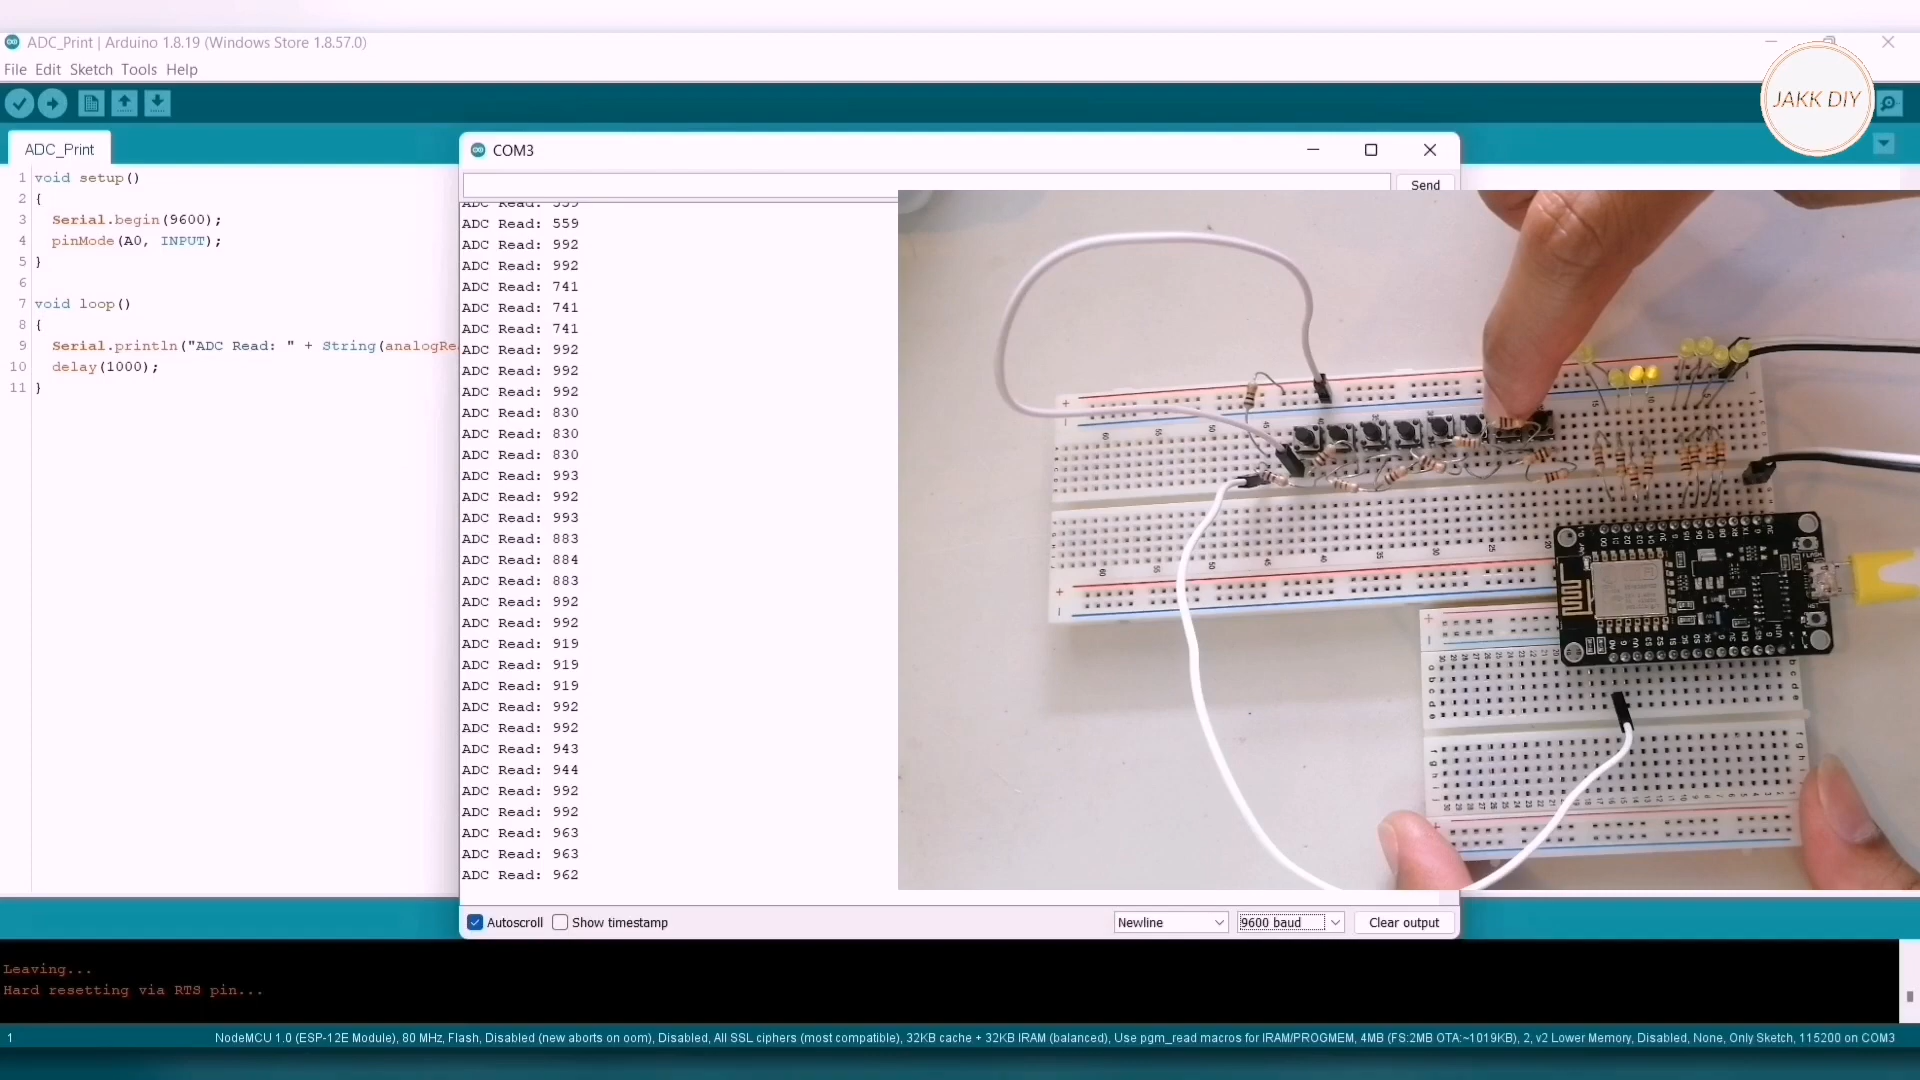 ADC_Print | Arduino 1.8.19 (Windows Store 1.8.57.0)
File Edit Sketch Tools Help
JAKK DIY
ADC_Print
1 void setup()
2 {
3 Serial.begin(9600);
4 pinMode(A0, INPUT);
5 }
6
7 void loop()
8 {
9 Serial.println("ADC Read: " + String(analogRe
10 delay(1000);
11 }
COM3
Send
ADC Read: 559
ADC Read: 559
ADC Read: 992
ADC Read: 992
ADC Read: 741
ADC Read: 741
ADC Read: 741
ADC Read: 992
ADC Read: 992
ADC Read: 992
ADC Read: 830
ADC Read: 830
ADC Read: 830
ADC Read: 993
ADC Read: 992
ADC Read: 993
ADC Read: 883
ADC Read: 884
ADC Read: 883
ADC Read: 992
ADC Read: 992
ADC Read: 919
ADC Read: 919
ADC Read: 919
ADC Read: 992
ADC Read: 992
ADC Read: 943
ADC Read: 944
ADC Read: 992
ADC Read: 992
ADC Read: 963
ADC Read: 963
ADC Read: 962
Autoscroll Show timestamp
Newline
9600 baud
Clear output
Leaving...
Hard resetting via RTS pin...
1
NodeMCU 1.0 (ESP-12E Module), 80 MHz, Flash, Disabled (new aborts on oom), Disabled, All SSL ciphers (most compatible), 32KB cache + 32KB IRAM (balanced), Use pgm_read macros for IRAM/PROGMEM, 4MB (FS:2MB OTA:~1019KB), 2, v2 Lower Memory, Disabled, None, Only Sketch, 115200 on COM3